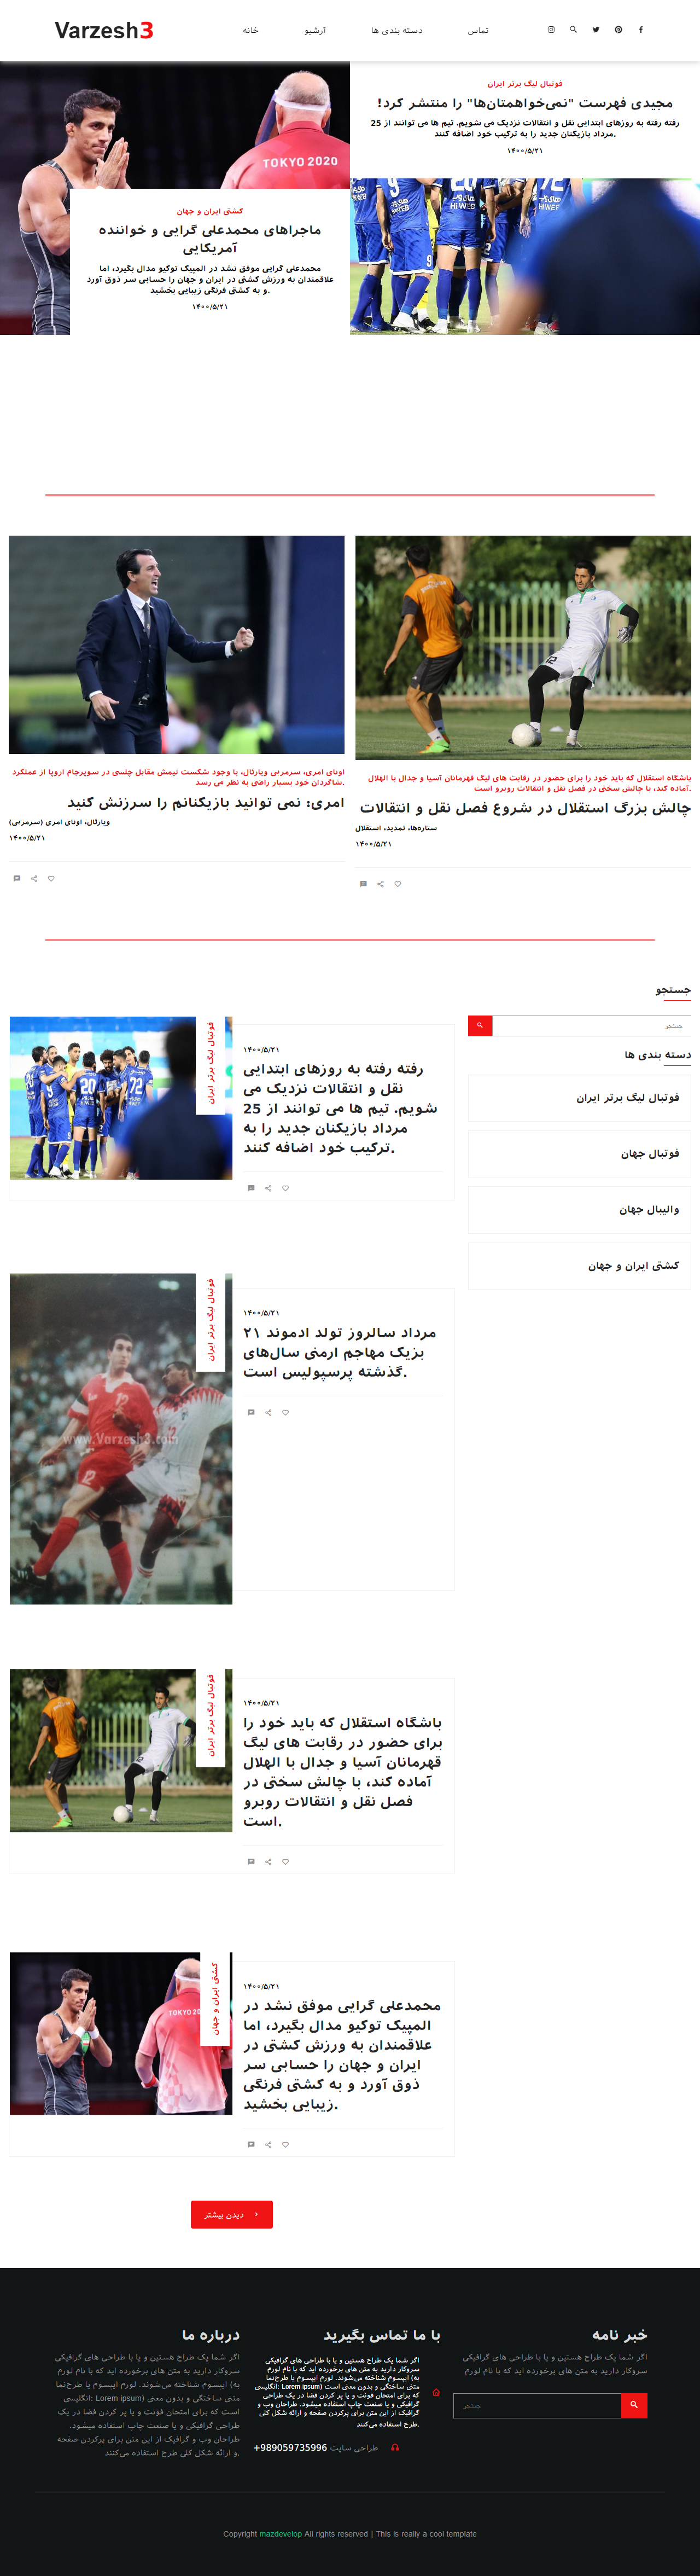 Varzesh3
خانه
آرشیو
دسته بندی ها
تماس
فوتبال لیگ برتر ایران
مجیدی فهرست "نمی‌خواهمتان‌ها" را منتشر کرد!
رفته رفته به روزهای ابتدایی نقل و انتقالات نزدیک می شویم. تیم ها می توانند از 25
مرداد بازیکنان جدید را به ترکیب خود اضافه کنند.
۱۴۰۰/۵/۲۱
TOKYO 2020
کشتی ایران و جهان
ماجراهای محمدعلی گرایی و خواننده
آمریکایی
محمدعلی گرایی موفق نشد در المپیک توکیو مدال بگیرد، اما
علاقمندان به ورزش کشتی در ایران و جهان را حسابی سر ذوق آورد
و به کشتی فرنگی زیبایی بخشید.
۱۴۰۰/۵/۲۱
باشگاه استقلال که باید خود را برای حضور در رقابت های لیگ قهرمانان آسیا و جدال با الهلال
آماده کند، با چالش سختی در فصل نقل و انتقالات روبرو است.
چالش بزرگ استقلال در شروع فصل نقل و انتقالات
ستاره‌ها، تمدید، استقلال
۱۴۰۰/۵/۲۱
اونای امری، سرمربی ویارئال، با وجود شکست تیمش مقابل چلسی در سوپرجام اروپا از عملکرد
شاگردان خود بسیار راضی به نظر می رسد.
امری: نمی توانید بازیکنانم را سرزنش کنید
ویارئال، اونای امری (سرمربی)
۱۴۰۰/۵/۲۱
جستجو
جستجو
دسته بندی ها
فوتبال لیگ برتر ایران
فوتبال جهان
والیبال جهان
کشتی ایران و جهان
فوتبال لیگ برتر ایران
۱۴۰۰/۵/۲۱
رفته رفته به روزهای ابتدایی
نقل و انتقالات نزدیک می
شویم. تیم ها می توانند از 25
مرداد بازیکنان جدید را به
ترکیب خود اضافه کنند.
فوتبال لیگ برتر ایران
www.Varzesh3.com
۱۴۰۰/۵/۲۱
۲۱ مرداد سالروز تولد ادموند
بزیک مهاجم ارمنی سال‌های
گذشته پرسپولیس است.
فوتبال لیگ برتر ایران
۱۴۰۰/۵/۲۱
باشگاه استقلال که باید خود را
برای حضور در رقابت های لیگ
قهرمانان آسیا و جدال با الهلال
آماده کند، با چالش سختی در
فصل نقل و انتقالات روبرو
است.
کشتی ایران و جهان
۱۴۰۰/۵/۲۱
محمدعلی گرایی موفق نشد در
المپیک توکیو مدال بگیرد، اما
علاقمندان به ورزش کشتی در
ایران و جهان را حسابی سر
ذوق آورد و به کشتی فرنگی
زیبایی بخشید.
دیدن بیشتر
خبر نامه
اگر شما یک طراح هستین و یا با طراحی های گرافیکی
سروکار دارید به متن های برخورده اید که با نام لورم
جستجو
با ما تماس بگیرید
اگر شما یک طراح هستین و یا با طراحی های گرافیکی
سروکار دارید به متن های برخورده اید که با نام لورم
ایپسوم شناخته می‌شوند. لورم ایپسوم یا طرح‌نما (به
انگلیسی: Lorem ipsum) متنی ساختگی و بدون معنی است
که برای امتحان فونت و یا پر کردن فضا در یک طراحی
گرافیکی و یا صنعت چاپ استفاده میشود. طراحان وب و
گرافیک از این متن برای پرکردن صفحه و ارائه شکل کلی
طرح استفاده می‌کنند.
طراحی سایت 989059735996+
درباره ما
اگر شما یک طراح هستین و یا با طراحی های گرافیکی
سروکار دارید به متن های برخورده اید که با نام لورم
ایپسوم شناخته می‌شوند. لورم ایپسوم یا طرح‌نما (به
انگلیسی: Lorem ipsum) متنی ساختگی و بدون معنی
است که برای امتحان فونت و یا پر کردن فضا در یک
طراحی گرافیکی و یا صنعت چاپ استفاده میشود.
طراحان وب و گرافیک از این متن برای پرکردن صفحه
و ارائه شکل کلی طرح استفاده می‌کنند.
Copyright mazdevelop All rights reserved | This is really a cool template